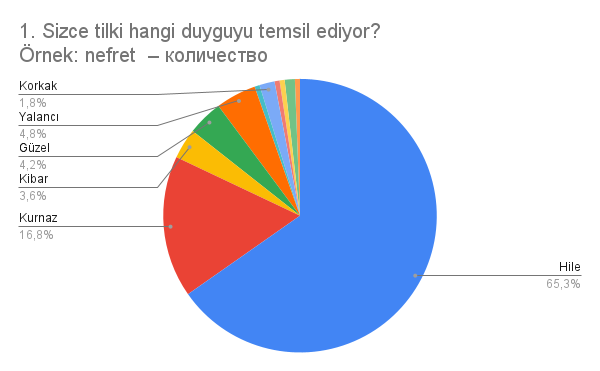 1. Sizce tilki hangi duyguyu temsil ediyor?
Örnek: nefret – количество
Korkak
1,8%
Yalancı
4,8%
Güzel
4,2%
Kibar
3,6%
Kurnaz
16,8%
Hile
65,3%